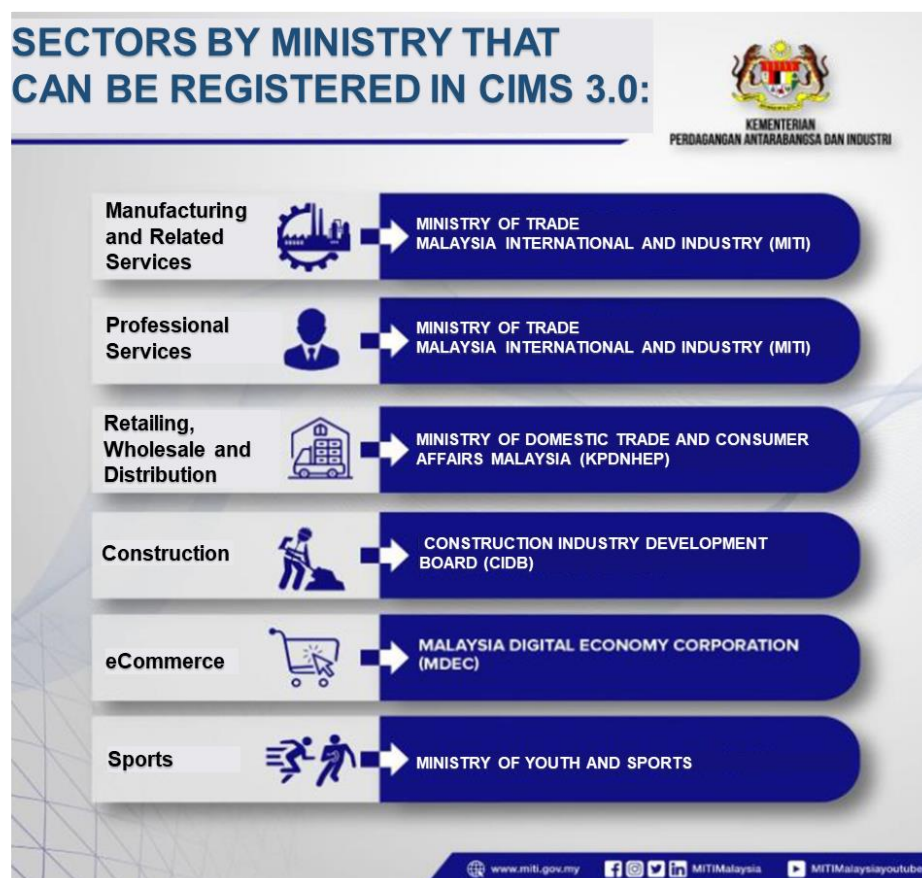 SECTORS BY MINISTRY THAT
CAN BE REGISTERED IN CIMS 3.0:
KEMENTERIAN
PERDAGANGAN ANTARABANGSA DAN INDUSTRI
Manufacturing
and Related
Services
MINISTRY OF TRADE
MALAYSIA INTERNATIONAL AND INDUSTRY (MITI)
Professional
Services
MINISTRY OF TRADE
MALAYSIA INTERNATIONAL AND INDUSTRY (MITI)
Retailing,
Wholesale and
Distribution
MINISTRY OF DOMESTIC TRADE AND CONSUMER
AFFAIRS MALAYSIA (KPDNHEP)
Construction
CONSTRUCTION INDUSTRY DEVELOPMENT
BOARD (CIDB)
eCommerce
MALAYSIA DIGITAL ECONOMY CORPORATION
(MDEC)
Sports
MINISTRY OF YOUTH AND SPORTS
www.miti.gov.my MITIMalaysia MITIMalaysiayoutube